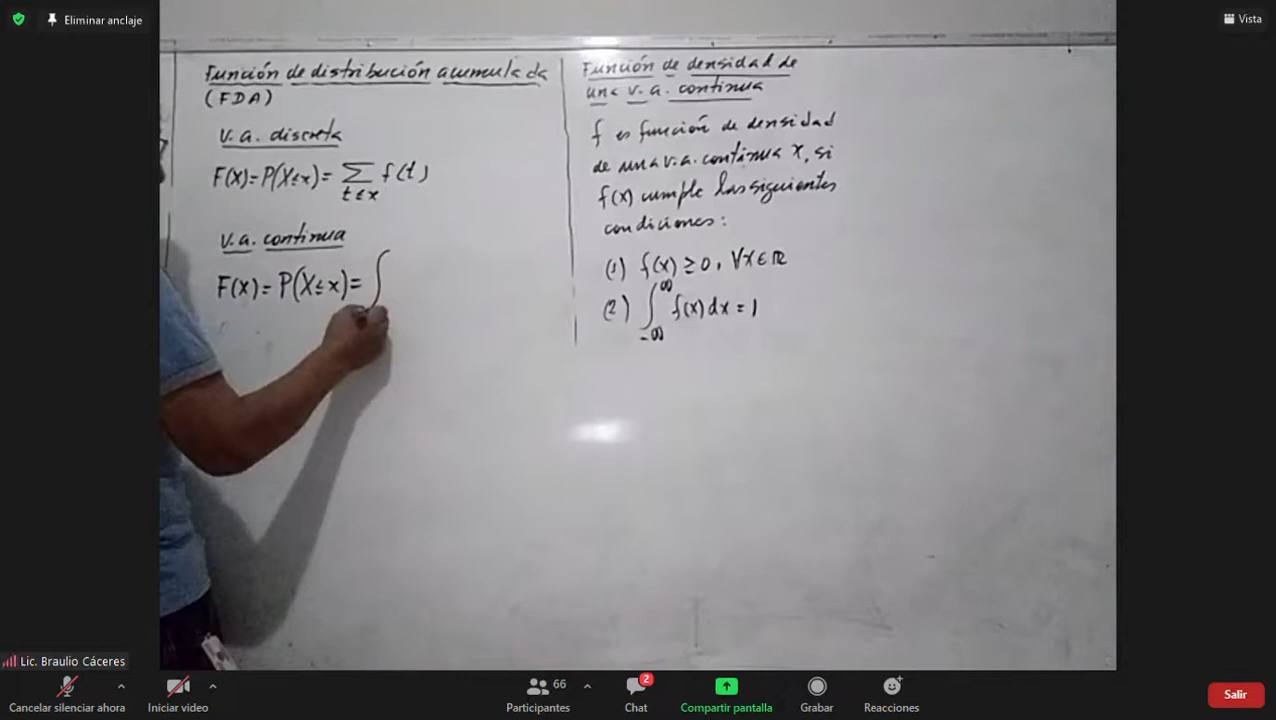 Eliminar anclaje
Vista
Función de distribución acumulada
(FDA)
v.a. discreta
F(x)=P(X≤x)= ∑ f(t)
t≤x
v.a. continua
F(x)= P(X≤x)= ∫
Función de densidad de
una v.a. continua
f es función de densidad
de una v.a. continua X, si
f(x) cumple las siguientes
condiciones:
(1) f(x) ≥ 0, ∀x∈ℝ
(2) ∫_{-∞}^{∞} f(x) dx = 1
Lic. Braulio Cáceres
Cancelar silenciar ahora
Iniciar video
66
Participantes
2
Chat
Compartir pantalla
Grabar
Reacciones
Salir